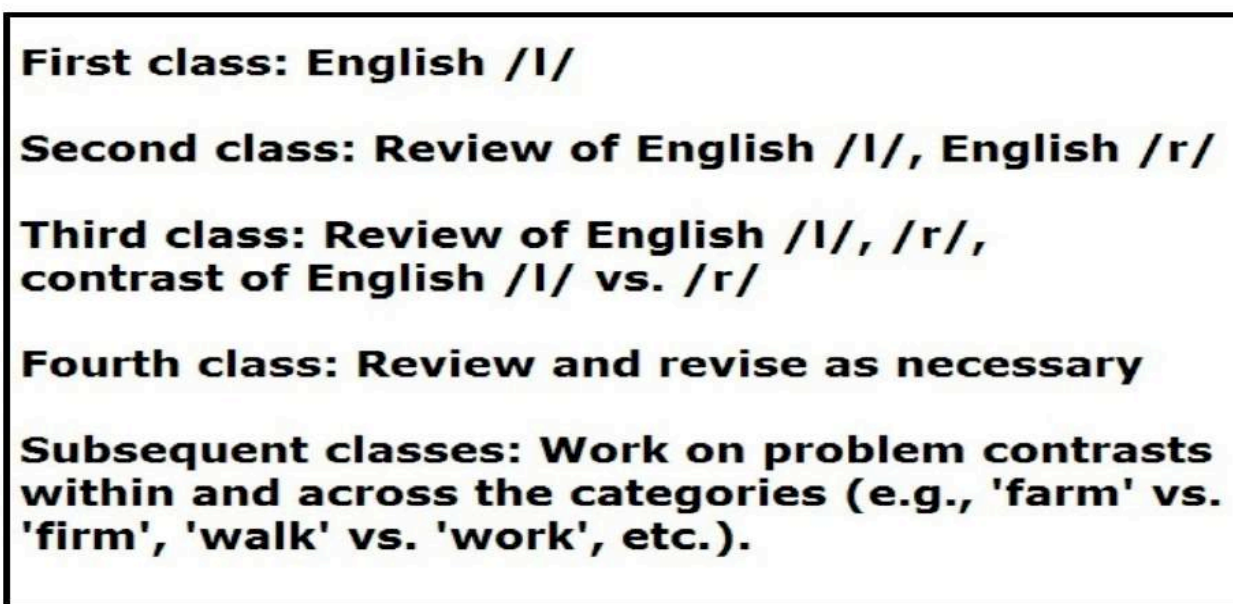 First class: English /l/
Second class: Review of English /l/, English /r/
Third class: Review of English /l/, /r/,
contrast of English /l/ vs. /r/
Fourth class: Review and revise as necessary
Subsequent classes: Work on problem contrasts
within and across the categories (e.g., 'farm' vs.
'firm', 'walk' vs. 'work', etc.).